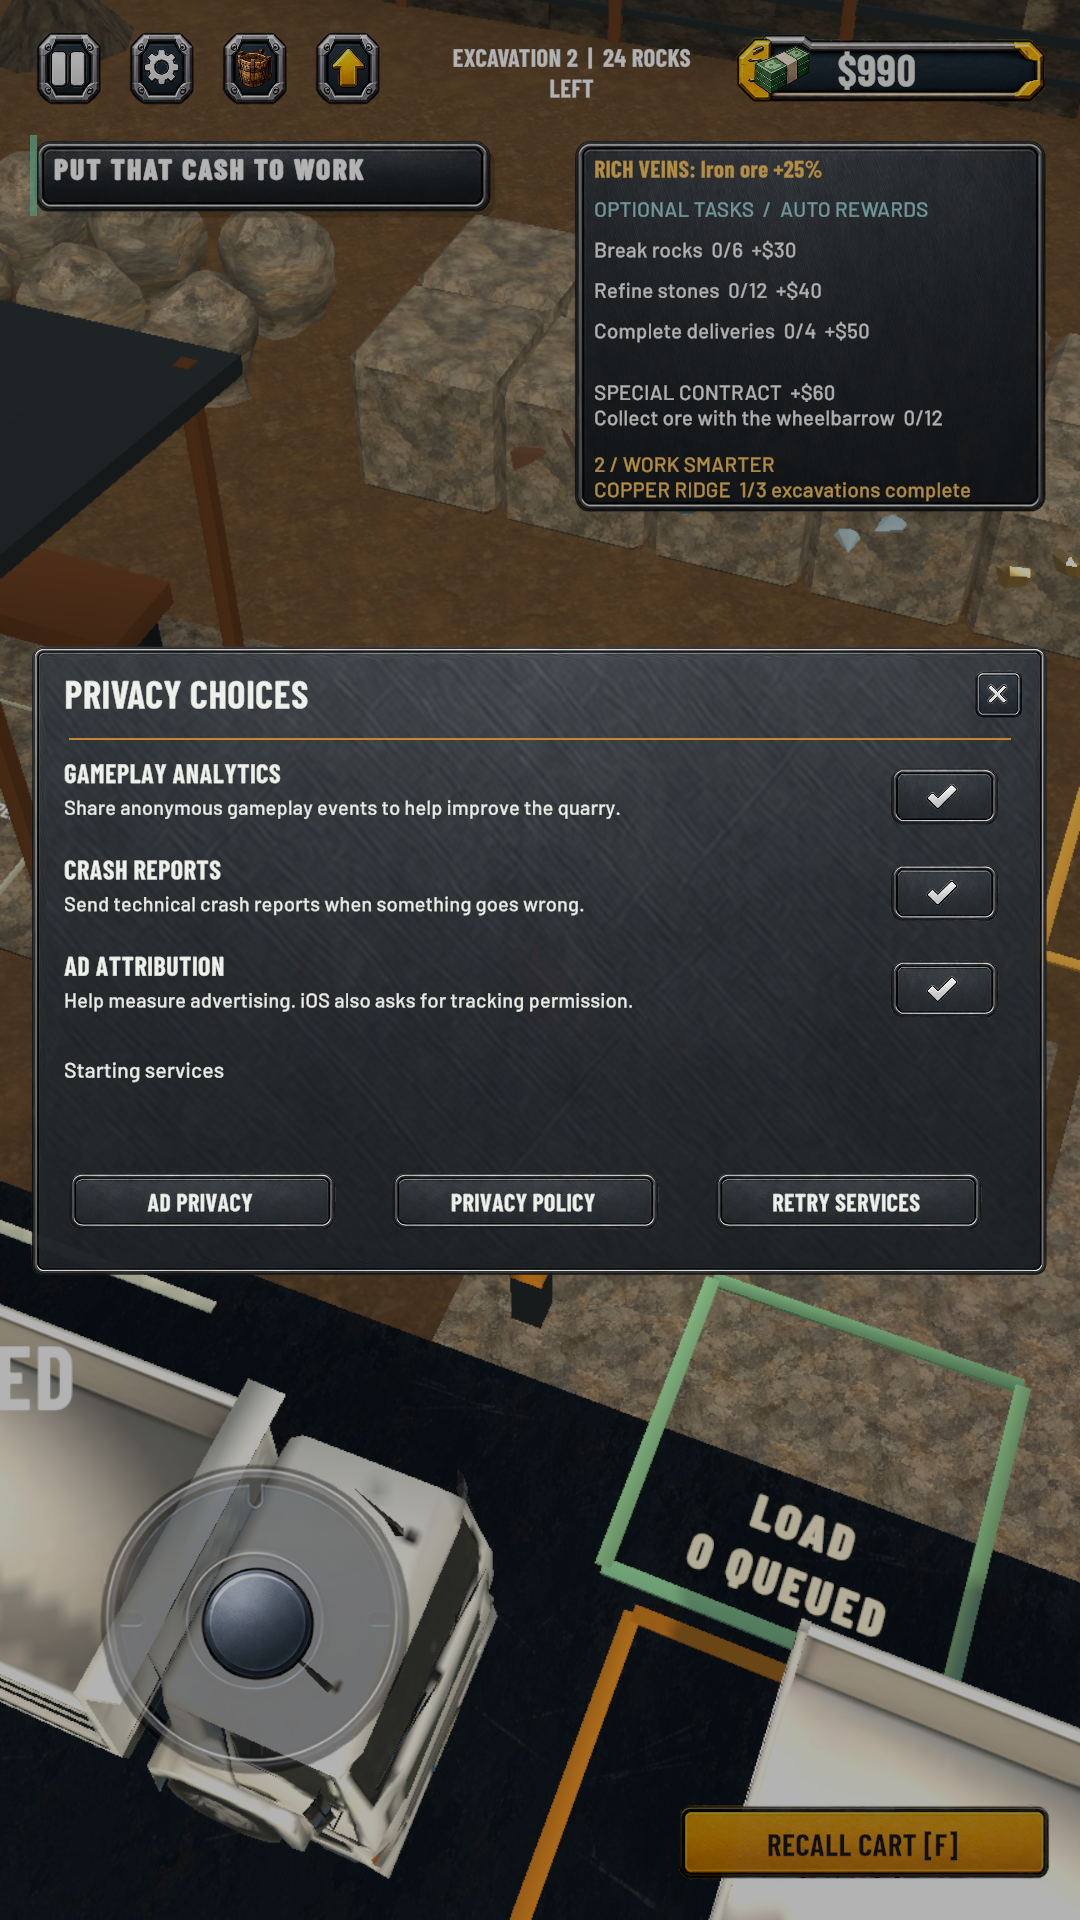 EXCAVATION 2 | 24 ROCKS
LEFT
$990
PUT THAT CASH TO WORK
RICH VEINS: Iron ore +25%
OPTIONAL TASKS / AUTO REWARDS
Break rocks 0/6 +$30
Refine stones 0/12 +$40
Complete deliveries 0/4 +$50
SPECIAL CONTRACT +$60
Collect ore with the wheelbarrow 0/12
2 / WORK SMARTER
COPPER RIDGE 1/3 excavations complete
PRIVACY CHOICES
GAMEPLAY ANALYTICS
Share anonymous gameplay events to help improve the quarry.
CRASH REPORTS
Send technical crash reports when something goes wrong.
AD ATTRIBUTION
Help measure advertising. iOS also asks for tracking permission.
Starting services
AD PRIVACY
PRIVACY POLICY
RETRY SERVICES
ED
LOAD
0 QUEUED
RECALL CART [F]